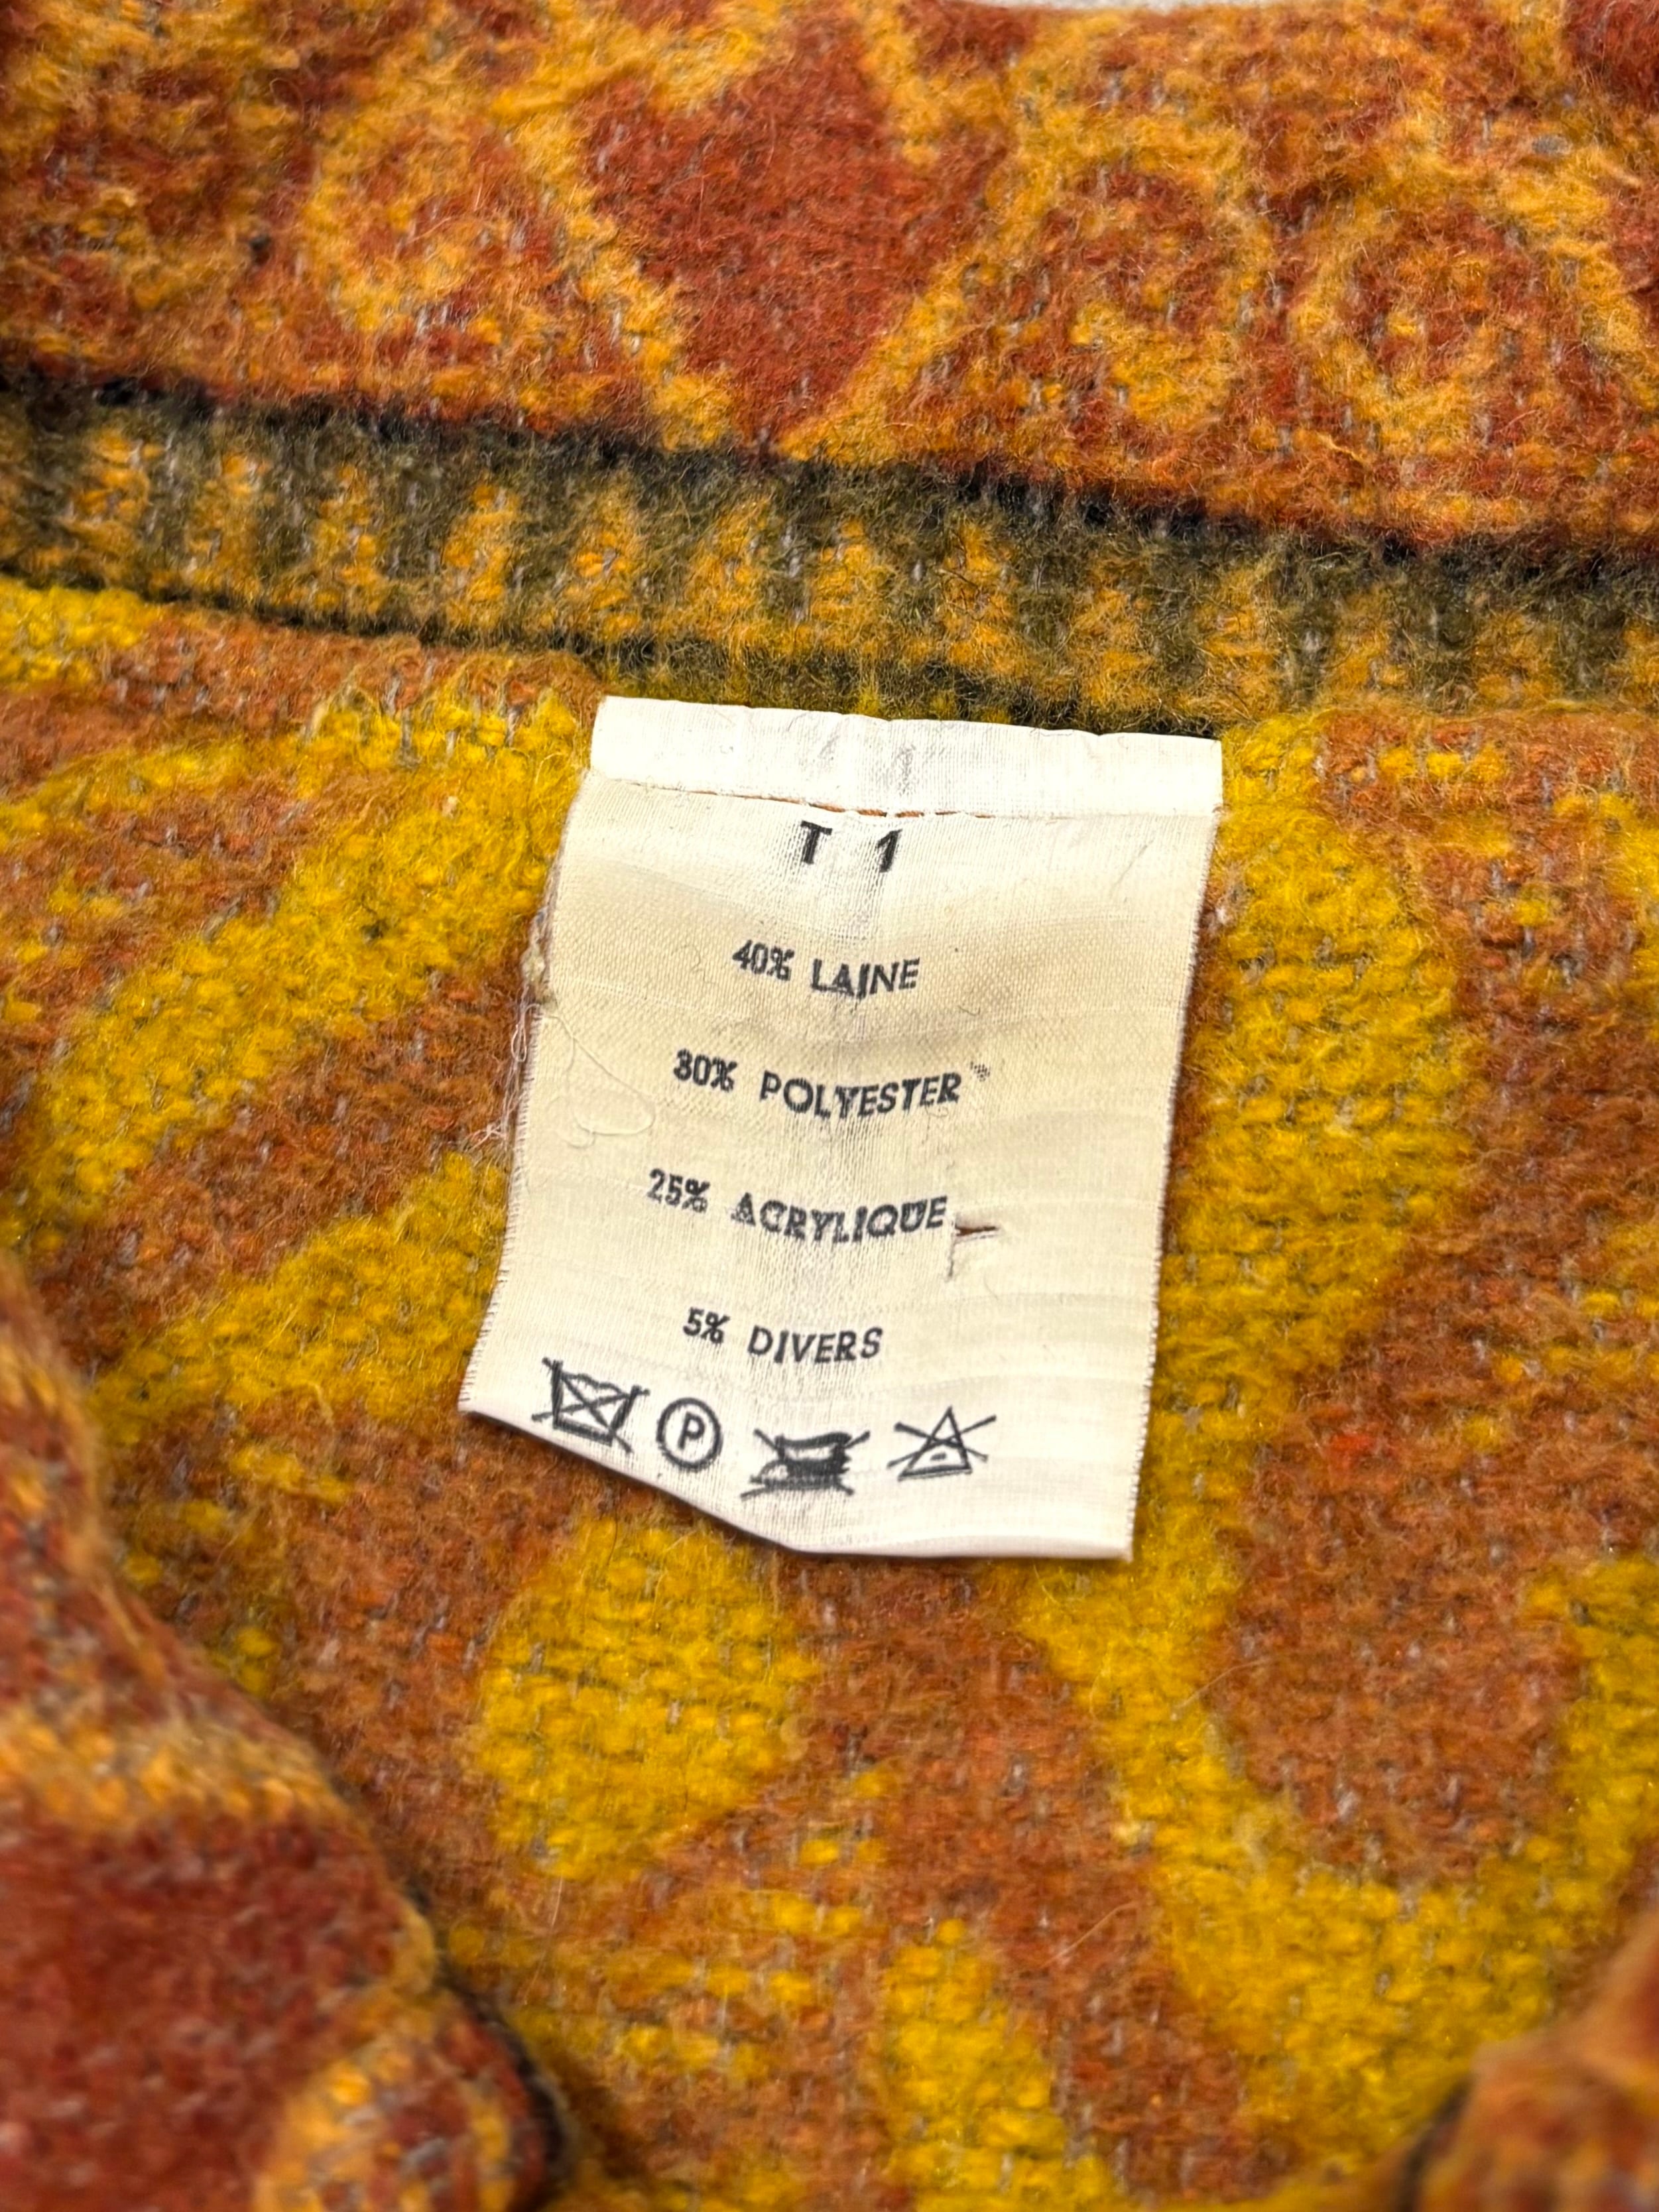 T 1
40% LAINE
30% POLYESTER
25% ACRYLIQUE
5% DIVERS
P